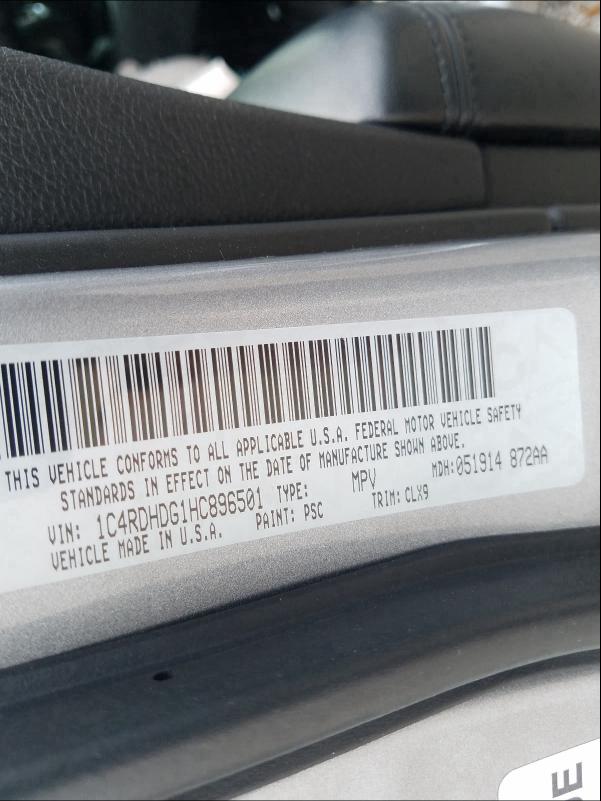 THIS VEHICLE CONFORMS TO ALL APPLICABLE U.S.A. FEDERAL MOTOR VEHICLE SAFETY
STANDARDS IN EFFECT ON THE DATE OF MANUFACTURE SHOWN ABOVE.
VIN: 1C4RDHDG1HC896501 TYPE: MPV MDH:051914 872AA
VEHICLE MADE IN U.S.A. PAINT: PSC TRIM: CLX9